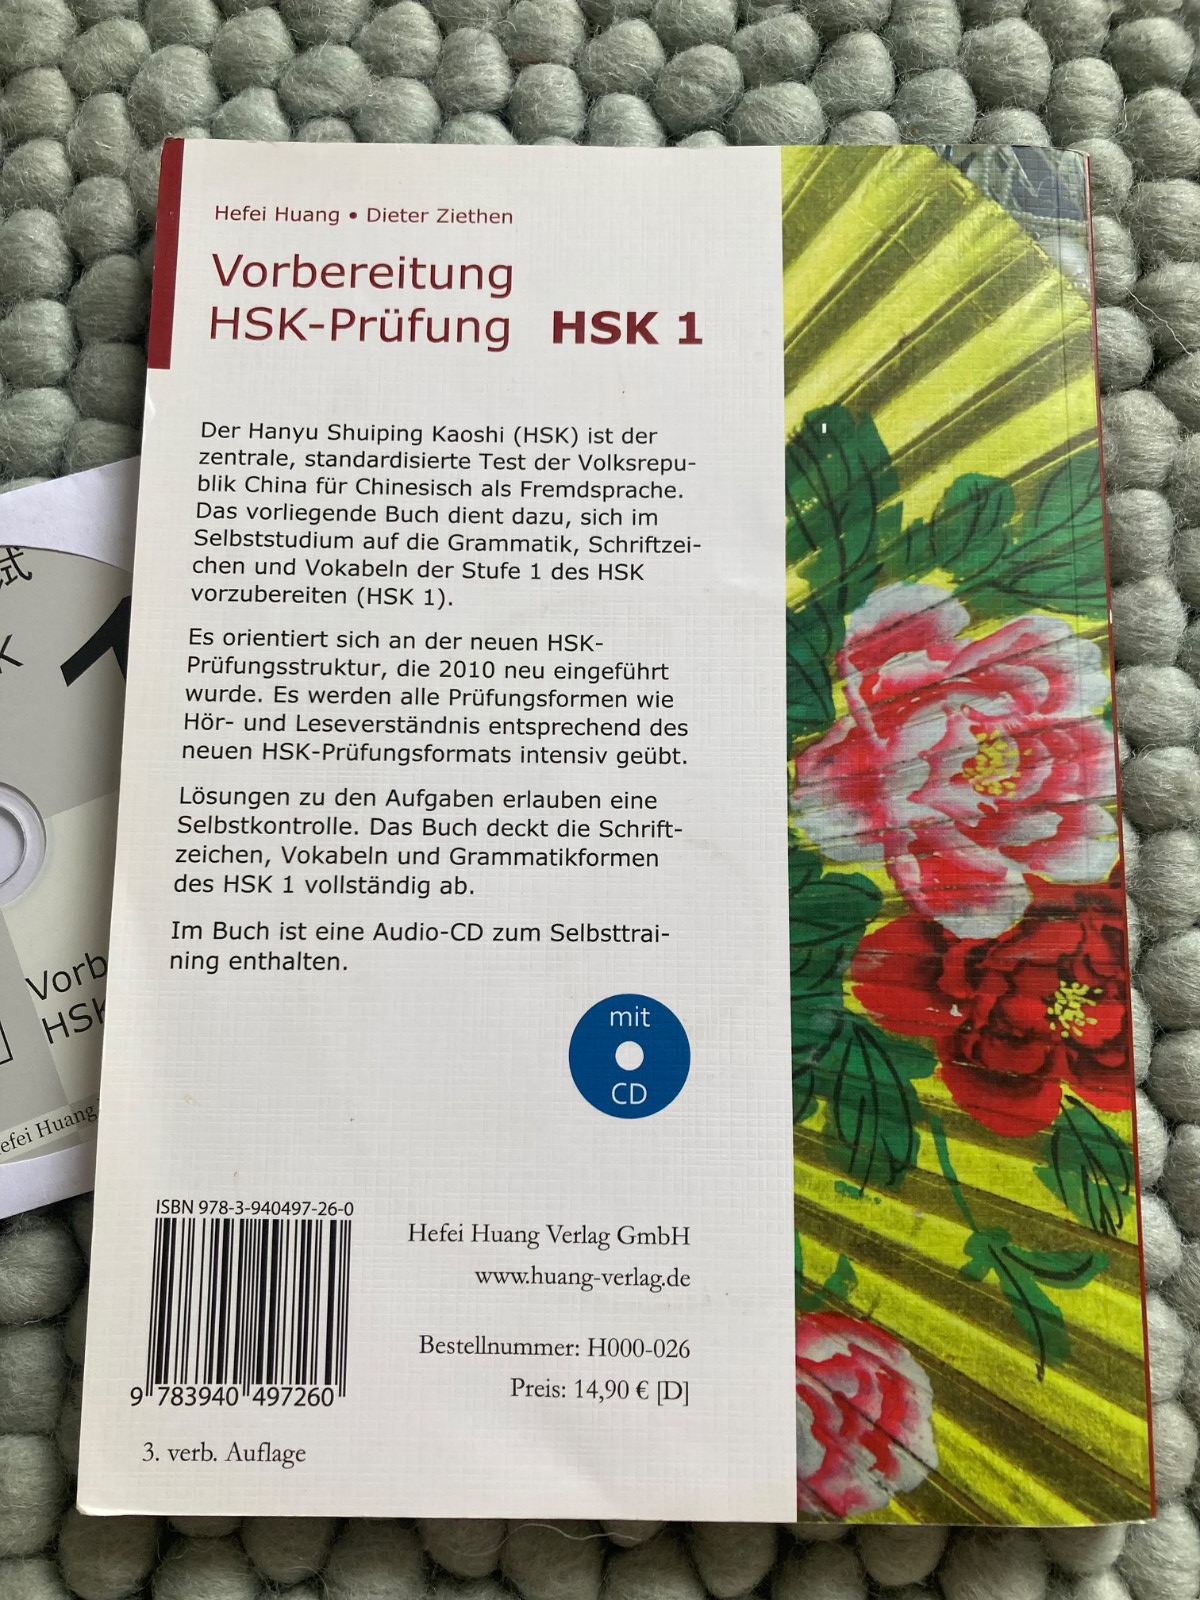 Hefei Huang • Dieter Ziethen
Vorbereitung
HSK-Prüfung HSK 1
Der Hanyu Shuiping Kaoshi (HSK) ist der
zentrale, standardisierte Test der Volksrepu-
blik China für Chinesisch als Fremdsprache.
Das vorliegende Buch dient dazu, sich im
Selbststudium auf die Grammatik, Schriftzei-
chen und Vokabeln der Stufe 1 des HSK
vorzubereiten (HSK 1).
Es orientiert sich an der neuen HSK-
Prüfungsstruktur, die 2010 neu eingeführt
wurde. Es werden alle Prüfungsformen wie
Hör- und Leseverständnis entsprechend des
neuen HSK-Prüfungsformats intensiv geübt.
Lösungen zu den Aufgaben erlauben eine
Selbstkontrolle. Das Buch deckt die Schrift-
zeichen, Vokabeln und Grammatikformen
des HSK 1 vollständig ab.
Im Buch ist eine Audio-CD zum Selbsttrai-
ning enthalten.
mit
CD
ISBN 978-3-940497-26-0
9 783940 497260
3. verb. Auflage
Hefei Huang Verlag GmbH
www.huang-verlag.de
Bestellnummer: H000-026
Preis: 14,90 € [D]
试
K
1
Vorb
HSK
efei Huang